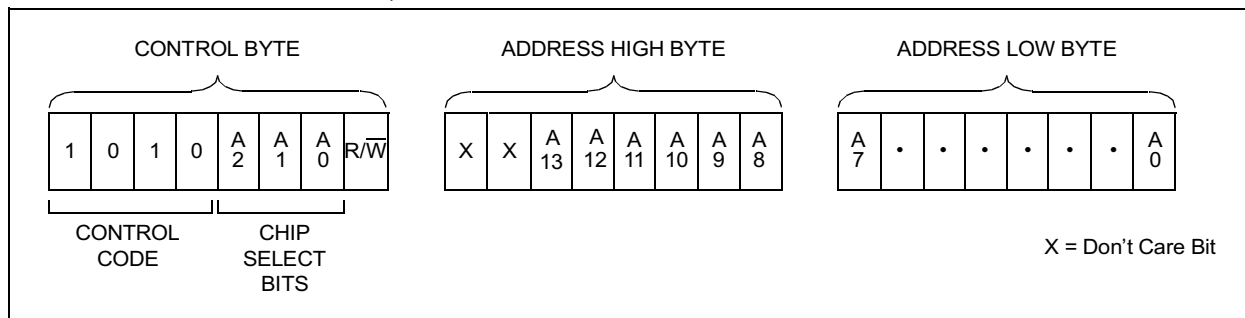 CONTROL BYTE ADDRESS HIGH BYTE ADDRESS LOW BYTE
1 0 1 0 A2 A1 A0 R/W̅ X X A13 A12 A11 A10 A9 A8 A7 • • • • • • A0
CONTROL CODE CHIP SELECT BITS
X = Don't Care Bit